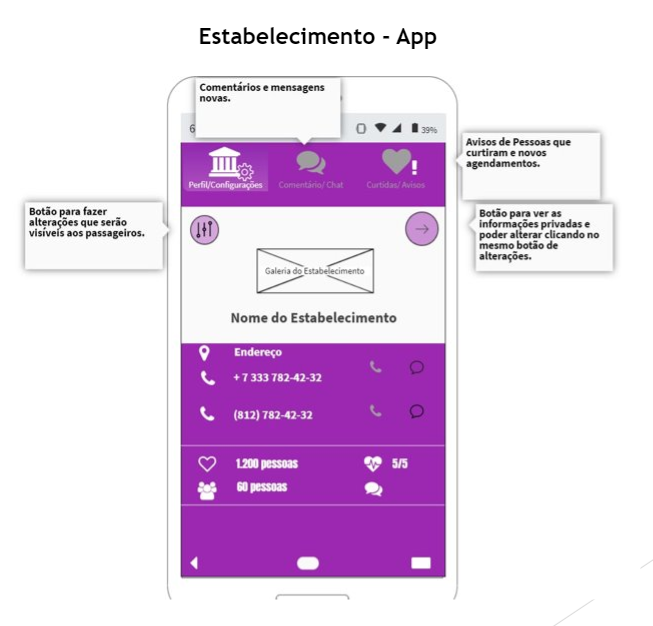 Estabelecimento - App
Comentários e mensagens
novas.
6
39%
Avisos de Pessoas que
curtiram e novos
agendamentos.
Perfil/Configurações
Comentário/ Chat
Curtidas/ Avisos
Botão para fazer
alterações que serão
visíveis aos passageiros.
Botão para ver as
informações privadas e
poder alterar clicando no
mesmo botão de
alterações.
Galeria do Estabelecimento
Nome do Estabelecimento
Endereço
+ 7 333 782-42-32
(812) 782-42-32
1.200 pessoas
5/5
60 pessoas